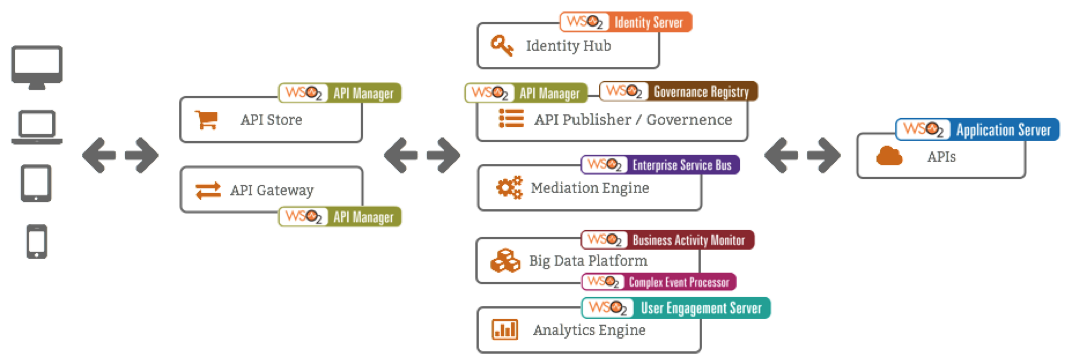 WSO2 API Manager
API Store
API Gateway
WSO2 API Manager
WSO2 Identity Server
Identity Hub
WSO2 API Manager WSO2 Governance Registry
API Publisher / Governence
WSO2 Enterprise Service Bus
Mediation Engine
WSO2 Business Activity Monitor
Big Data Platform
WSO2 Complex Event Processor
WSO2 User Engagement Server
Analytics Engine
WSO2 Application Server
APIs